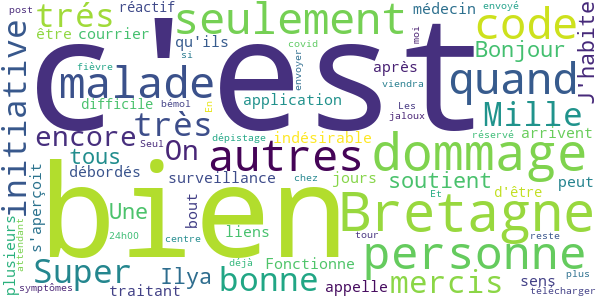 post
réactif
médecin
envoyé
trés
seulement
code
être
courrier
qu'ils
moi
Bonjour
J'habite
c'est
si
covid
envoyer
après
quand
malade
fièvre
viendra
initiative
difficile
bémol
application
Les
jaloux
Mille
très
En
indésirable
encore
Seul
dépistage
réservé
arrivent
tous
On
autres
dommage
s'aperçoit
débordés
surveillance
chez
jours
soutient
d'être
peut
bien
Et
Une
bout
liens
Bretagne
plusieurs
attendant
24h00
centre
tour
reste
déjà
Fonctionne
personne
Super
Ilya
bonne
mercis
sens
plus
symptômes
traitant
appelle
télécharger